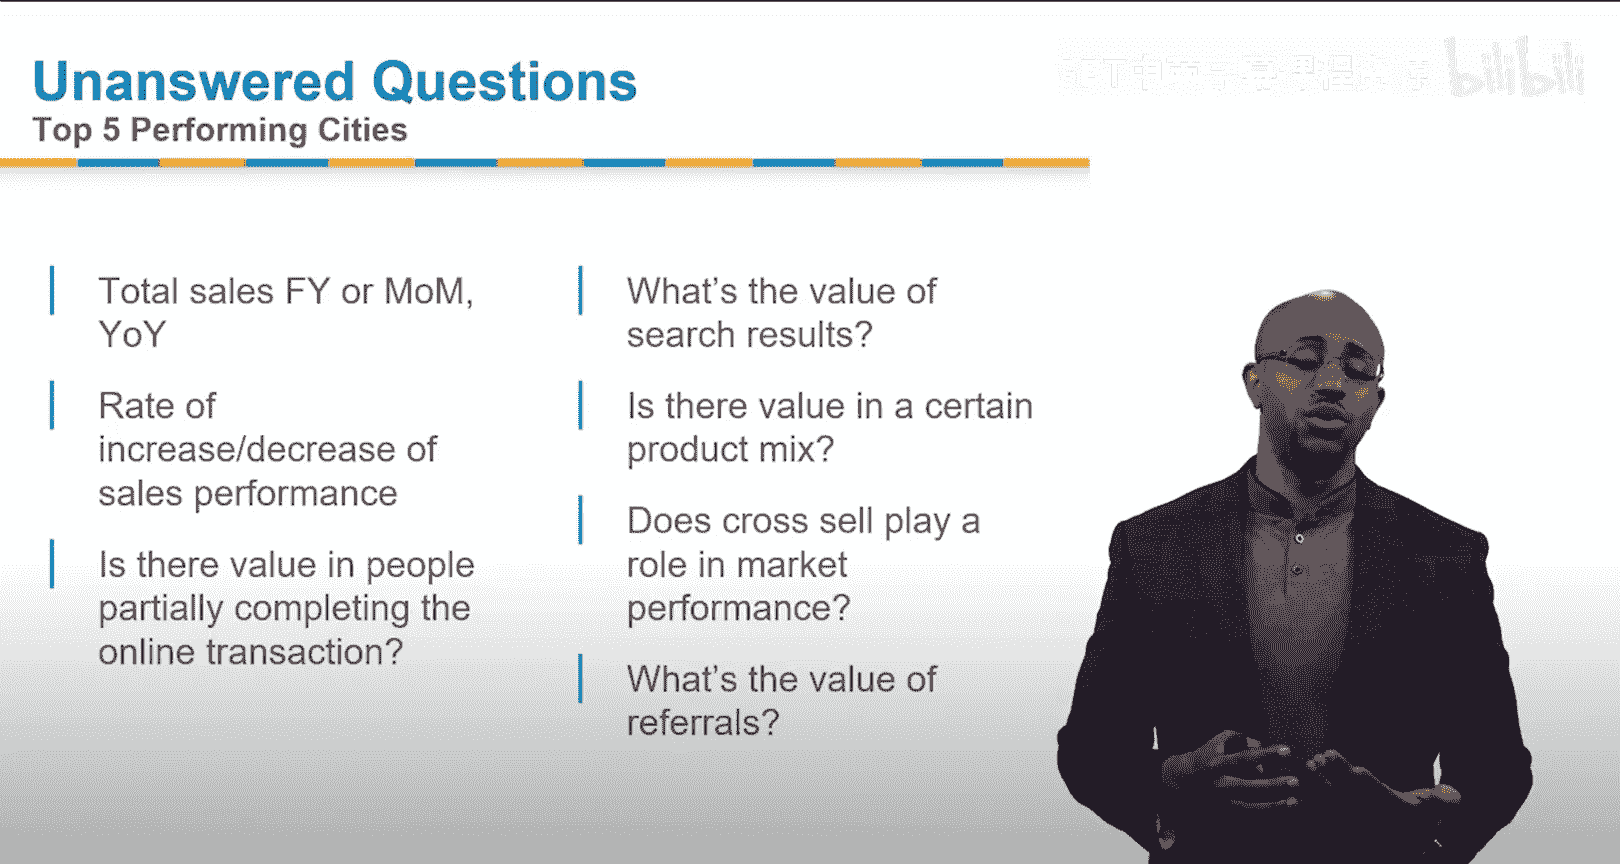 Unanswered Questions
Top 5 Performing Cities
Total sales FY or MoM,
YoY
Rate of
increase/decrease of
sales performance
Is there value in people
partially completing the
online transaction?
What's the value of
search results?
Is there value in a certain
product mix?
Does cross sell play a
role in market
performance?
What's the value of
referrals?
bilibili